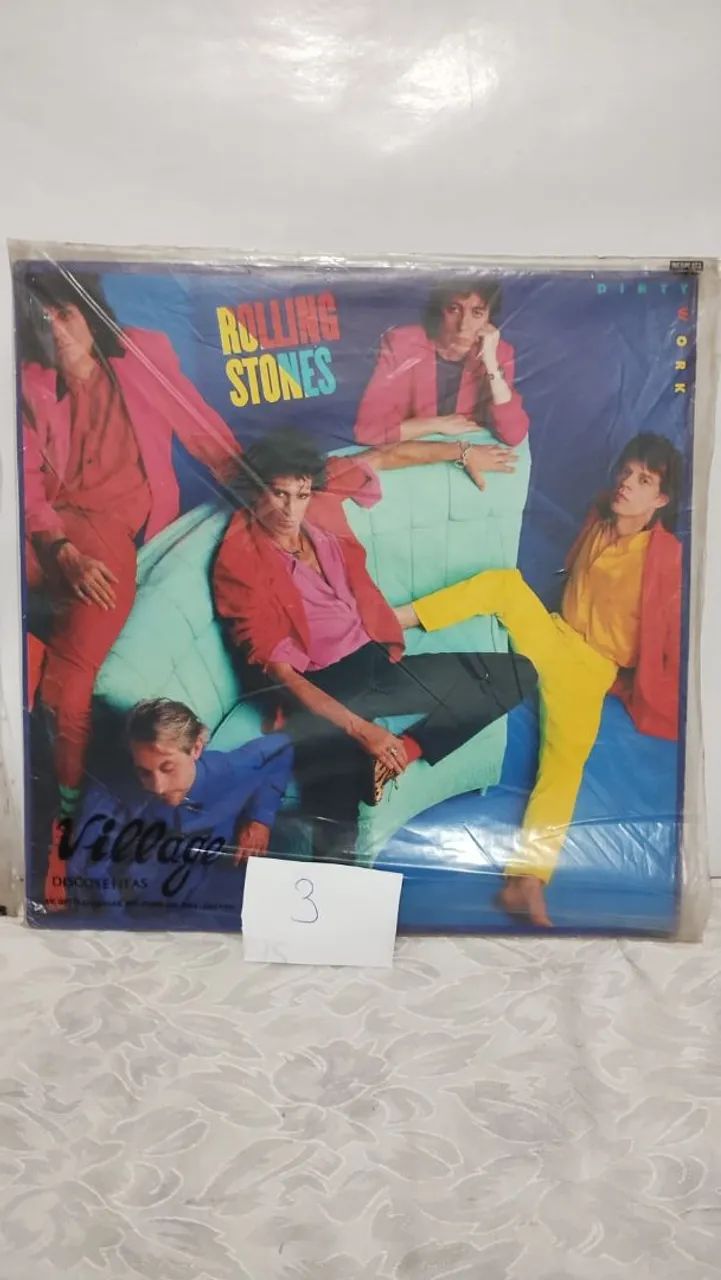 ROLLING
STONES
DIRTY
WORK
Village
DISCOS E FITAS
3